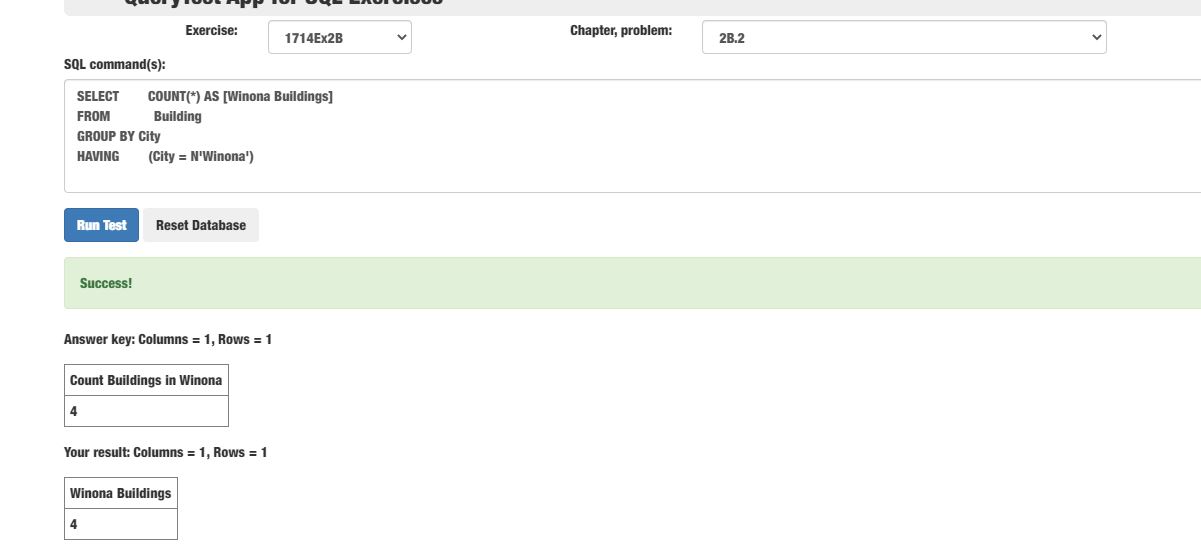 QueryTest App for SQL Exercises
Exercise: 1714Ex2B Chapter, problem: 2B.2
SQL command(s):
SELECT COUNT(*) AS [Winona Buildings]
FROM Building
GROUP BY City
HAVING (City = N'Winona')
Run Test Reset Database
Success!
Answer key: Columns = 1, Rows = 1
Count Buildings in Winona
4
Your result: Columns = 1, Rows = 1
Winona Buildings
4